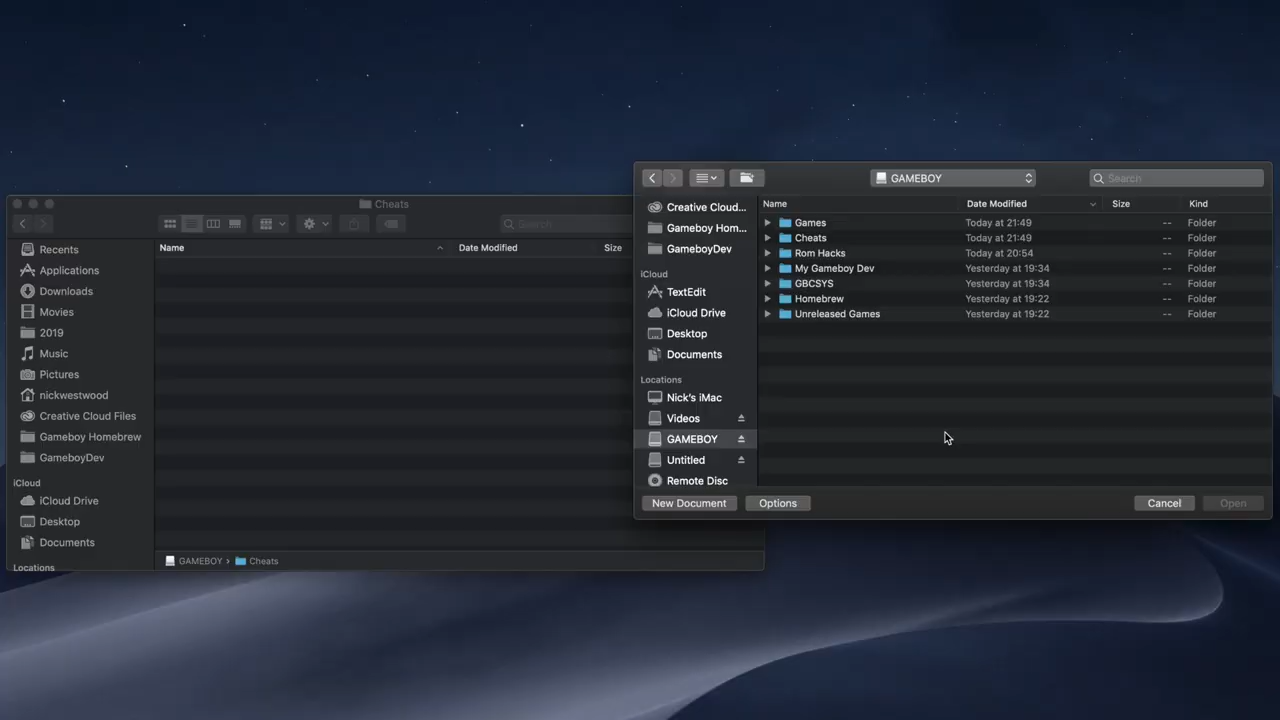 Cheats
Search
Recents
Applications
Downloads
Movies
2019
Music
Pictures
nickwestwood
Creative Cloud Files
Gameboy Homebrew
GameboyDev
iCloud
iCloud Drive
Desktop
Documents
Locations
Name Date Modified Size
GAMEBOY › Cheats
GAMEBOY
Search
Creative Cloud...
Gameboy Hom...
GameboyDev
iCloud
TextEdit
iCloud Drive
Desktop
Documents
Locations
Nick's iMac
Videos
GAMEBOY
Untitled
Remote Disc
Name Date Modified Size Kind
Games Today at 21:49 -- Folder
Cheats Today at 21:49 -- Folder
Rom Hacks Today at 20:54 -- Folder
My Gameboy Dev Yesterday at 19:34 -- Folder
GBCSYS Yesterday at 19:34 -- Folder
Homebrew Yesterday at 19:22 -- Folder
Unreleased Games Yesterday at 19:22 -- Folder
New Document Options Cancel Open